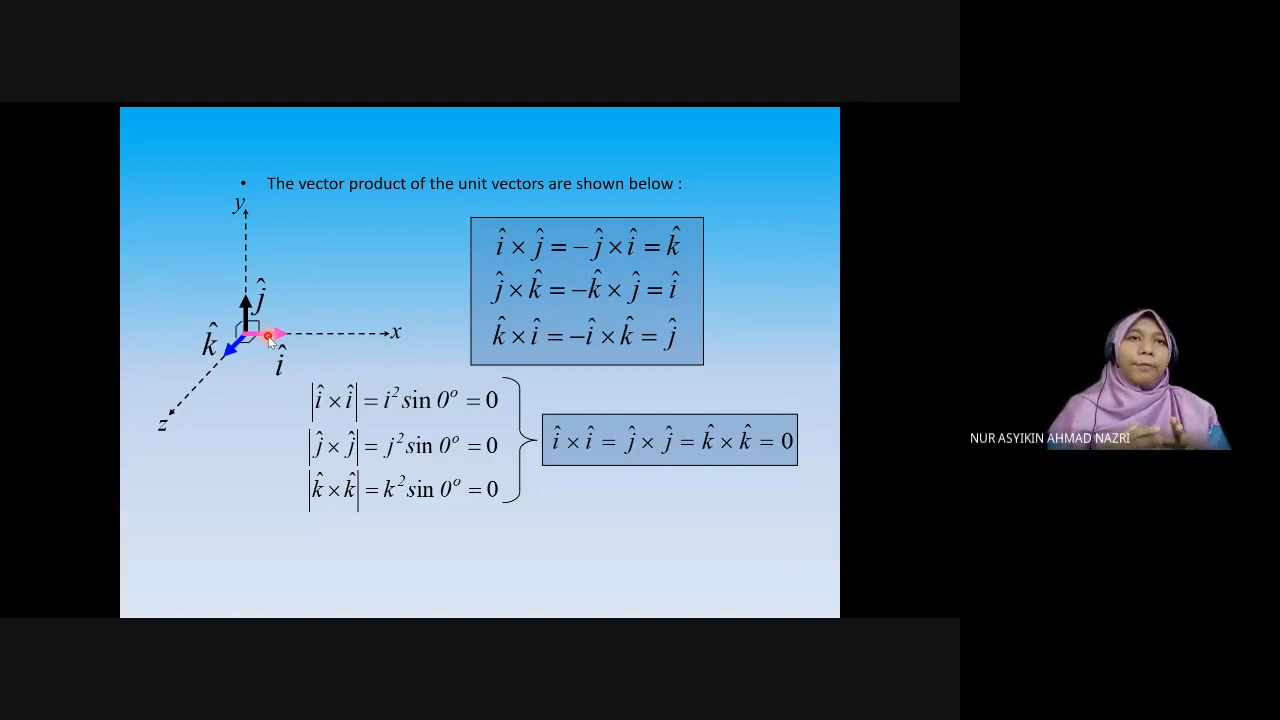 • The vector product of the unit vectors are shown below :
y
ĵ
k̂
î
x
z
î × ĵ = − ĵ × î = k̂
ĵ × k̂ = −k̂ × ĵ = î
k̂ × î = −î × k̂ = ĵ
|î × î| = i² sin 0° = 0
|ĵ × ĵ| = j² sin 0° = 0
|k̂ × k̂| = k² sin 0° = 0
î × î = ĵ × ĵ = k̂ × k̂ = 0
NUR ASYIKIN AHMAD NAZRI